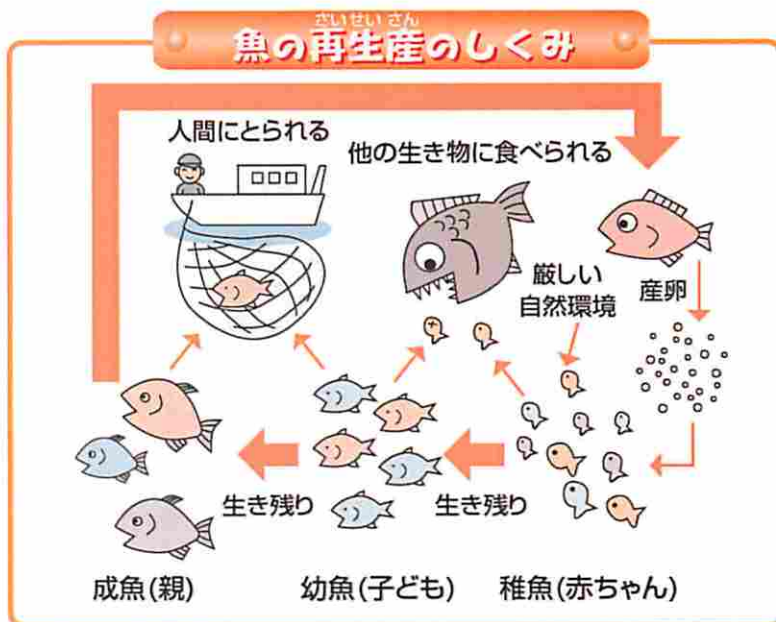 さいせいさん
魚の再生産のしくみ
人間にとられる
他の生き物に食べられる
厳しい
自然環境
産卵
生き残り
生き残り
成魚(親)
幼魚(子ども)
稚魚(赤ちゃん)